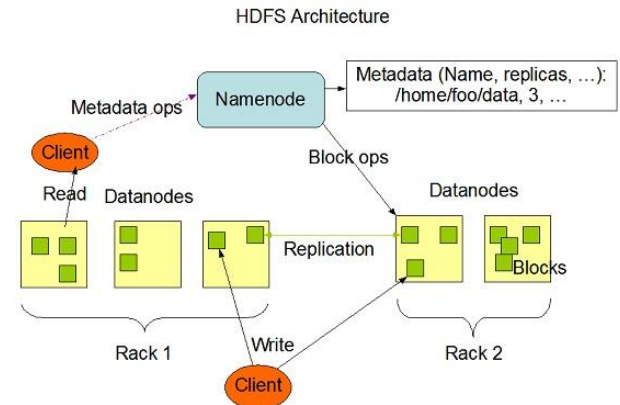 HDFS Architecture
Metadata (Name, replicas, ...):
/home/foo/data, 3, ...
Namenode
Metadata ops
Client
Block ops
Read
Datanodes
Datanodes
Replication
Blocks
Rack 1
Write
Rack 2
Client